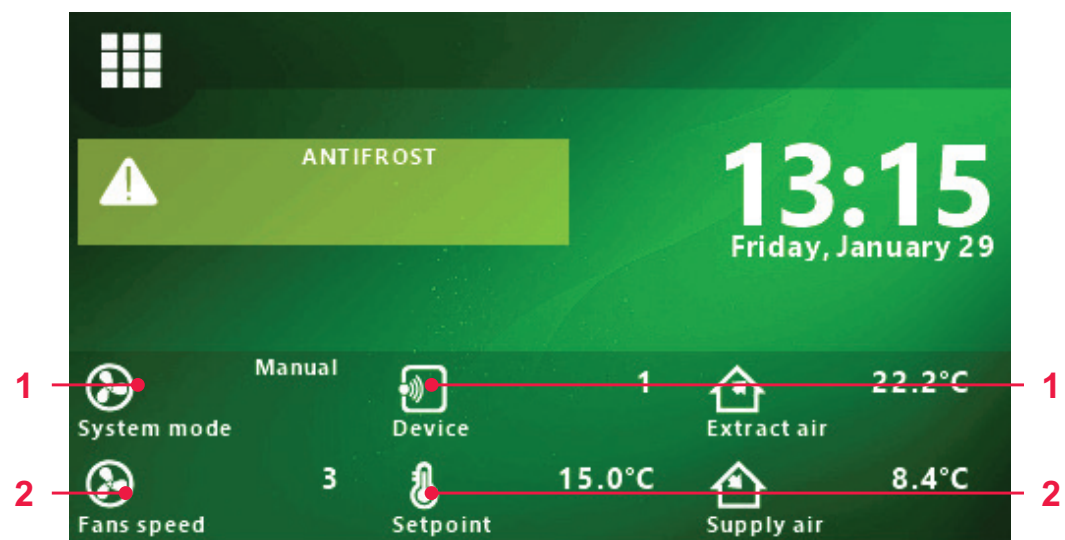 ANTIFROST
13:15
Friday, January 29
1
Manual
1
22.2°C
1
System mode
Device
Extract air
2
3
15.0°C
8.4°C
2
Fans speed
Setpoint
Supply air